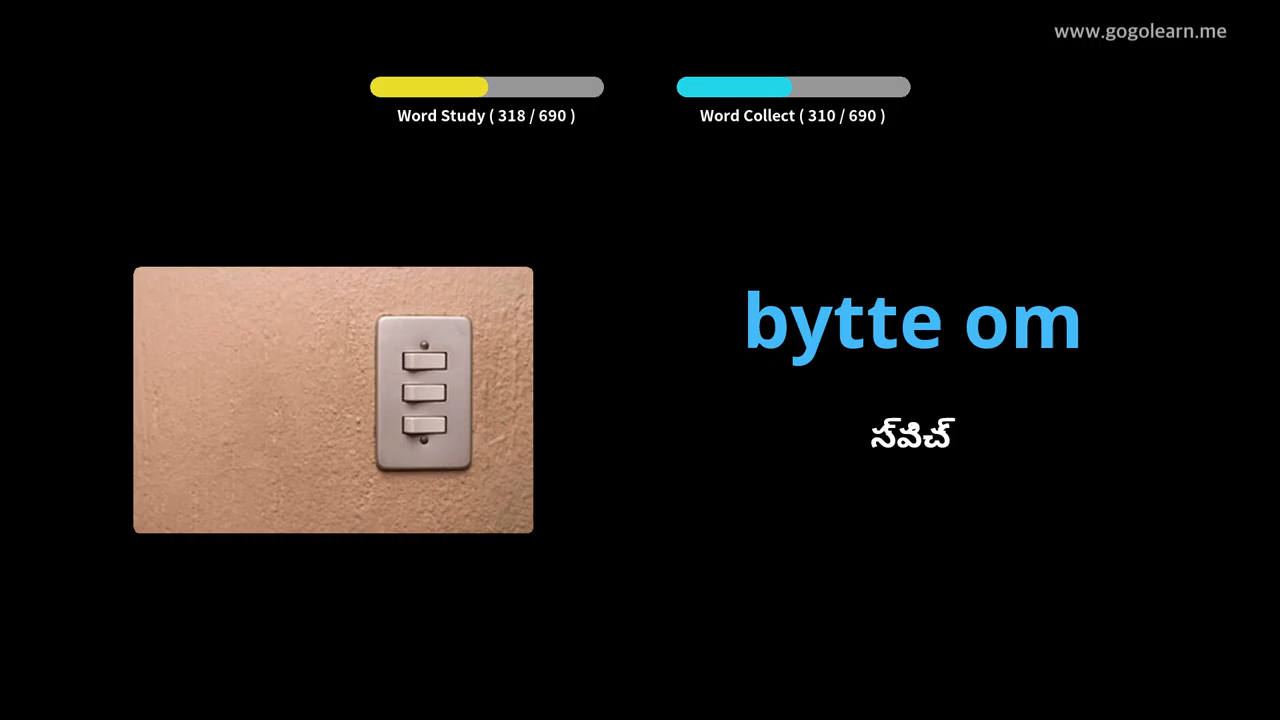 www.gogolearn.me
Word Study ( 318 / 690 )
Word Collect ( 310 / 690 )
bytte om
స్‌విచ్